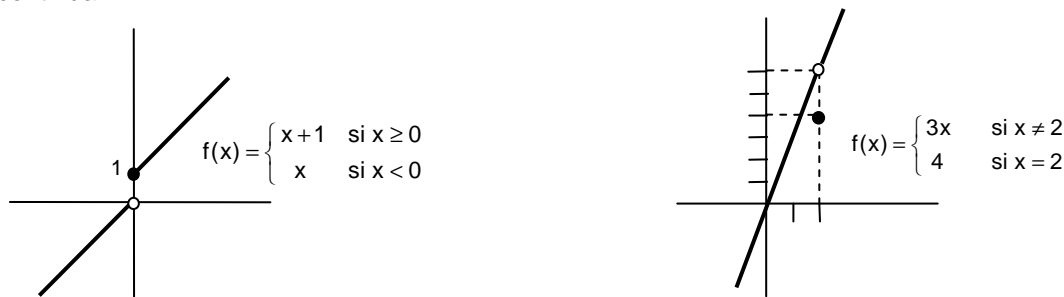 1
f(x) = { x + 1 si x ≥ 0
x si x < 0
f(x) = { 3x si x ≠ 2
4 si x = 2